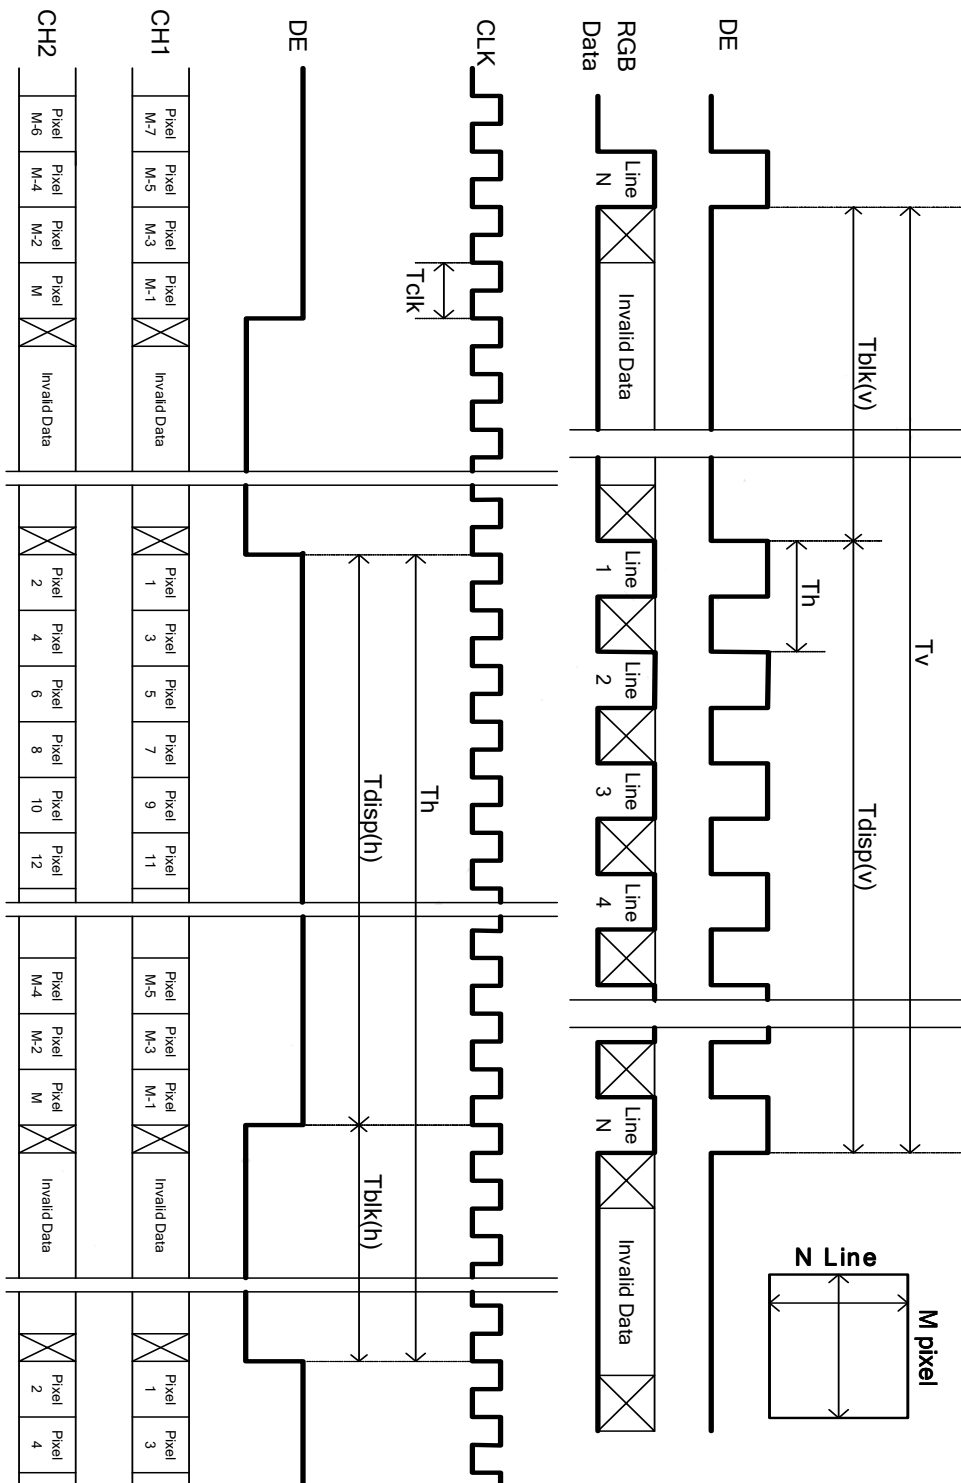 Tv
Tblk(v)
Tdisp(v)
Th
DE
RGB
Data
Line
N
Invalid Data
Line
1
Line
2
Line
3
Line
4
Line
N
Invalid Data
N Line
M pixel
CLK
Tclk
Th
Tdisp(h)
Tblk(h)
DE
CH1
Pixel
M-7
Pixel
M-5
Pixel
M-3
Pixel
M-1
Invalid Data
Pixel
1
Pixel
3
Pixel
5
Pixel
7
Pixel
9
Pixel
11
Pixel
M-5
Pixel
M-3
Pixel
M-1
Invalid Data
Pixel
1
Pixel
3
CH2
Pixel
M-6
Pixel
M-4
Pixel
M-2
Pixel
M
Invalid Data
Pixel
2
Pixel
4
Pixel
6
Pixel
8
Pixel
10
Pixel
12
Pixel
M-4
Pixel
M-2
Pixel
M
Invalid Data
Pixel
2
Pixel
4